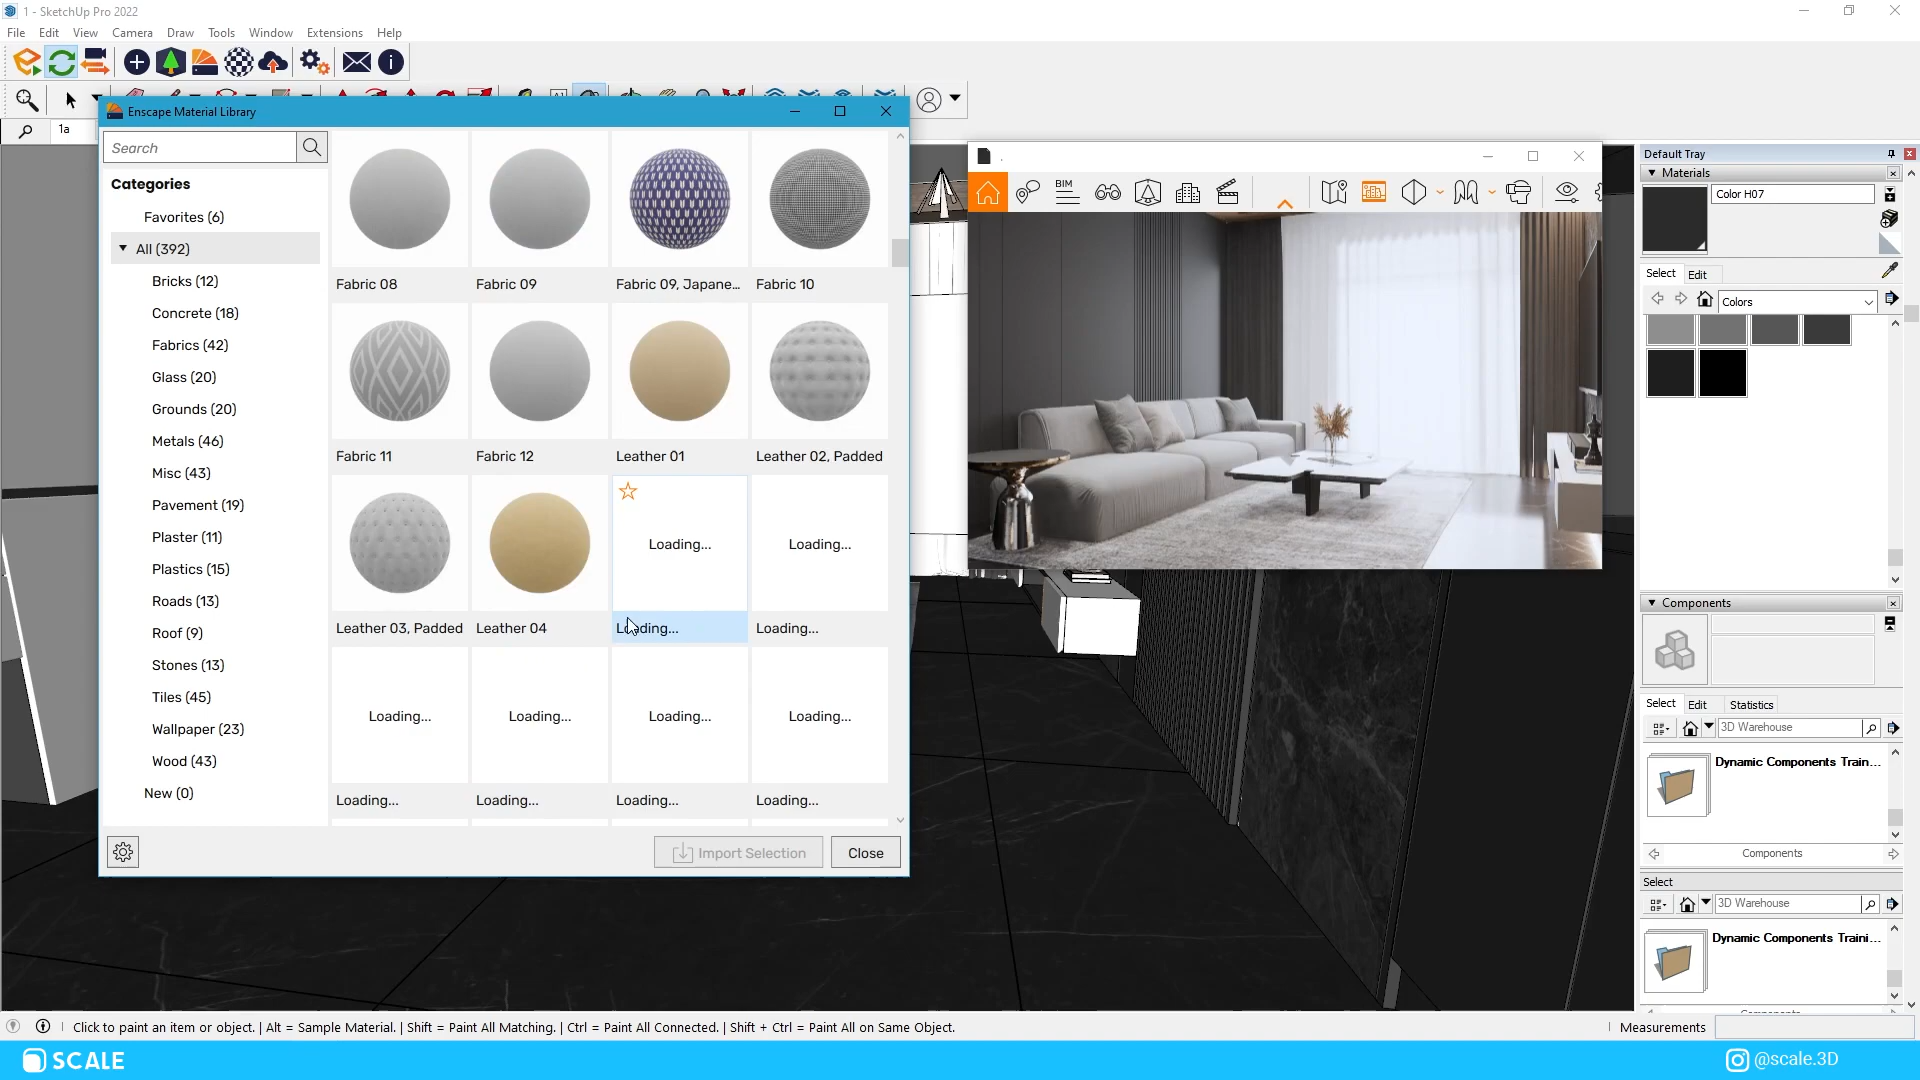 1 - SketchUp Pro 2022
File Edit View Camera Draw Tools Window Extensions Help
1a
Enscape Material Library
Search
Categories
Favorites (6)
All (392)
Bricks (12)
Concrete (18)
Fabrics (42)
Glass (20)
Grounds (20)
Metals (46)
Misc (43)
Pavement (19)
Plaster (11)
Plastics (15)
Roads (13)
Roof (9)
Stones (13)
Tiles (45)
Wallpaper (23)
Wood (43)
New (0)
Fabric 08 Fabric 09 Fabric 09, Japane... Fabric 10
Fabric 11 Fabric 12 Leather 01 Leather 02, Padded
Loading... Loading...
Leather 03, Padded Leather 04 Loading... Loading...
Loading... Loading... Loading... Loading...
Loading... Loading... Loading... Loading...
Import Selection Close
BIM
Default Tray
Materials
Color H07
Select Edit
Colors
Components
Select Edit Statistics
3D Warehouse
Dynamic Components Train...
Components
Select
3D Warehouse
Dynamic Components Traini...
Click to paint an item or object. | Alt = Sample Material. | Shift = Paint All Matching. | Ctrl = Paint All Connected. | Shift + Ctrl = Paint All on Same Object.
Measurements
SCALE
@scale.3D